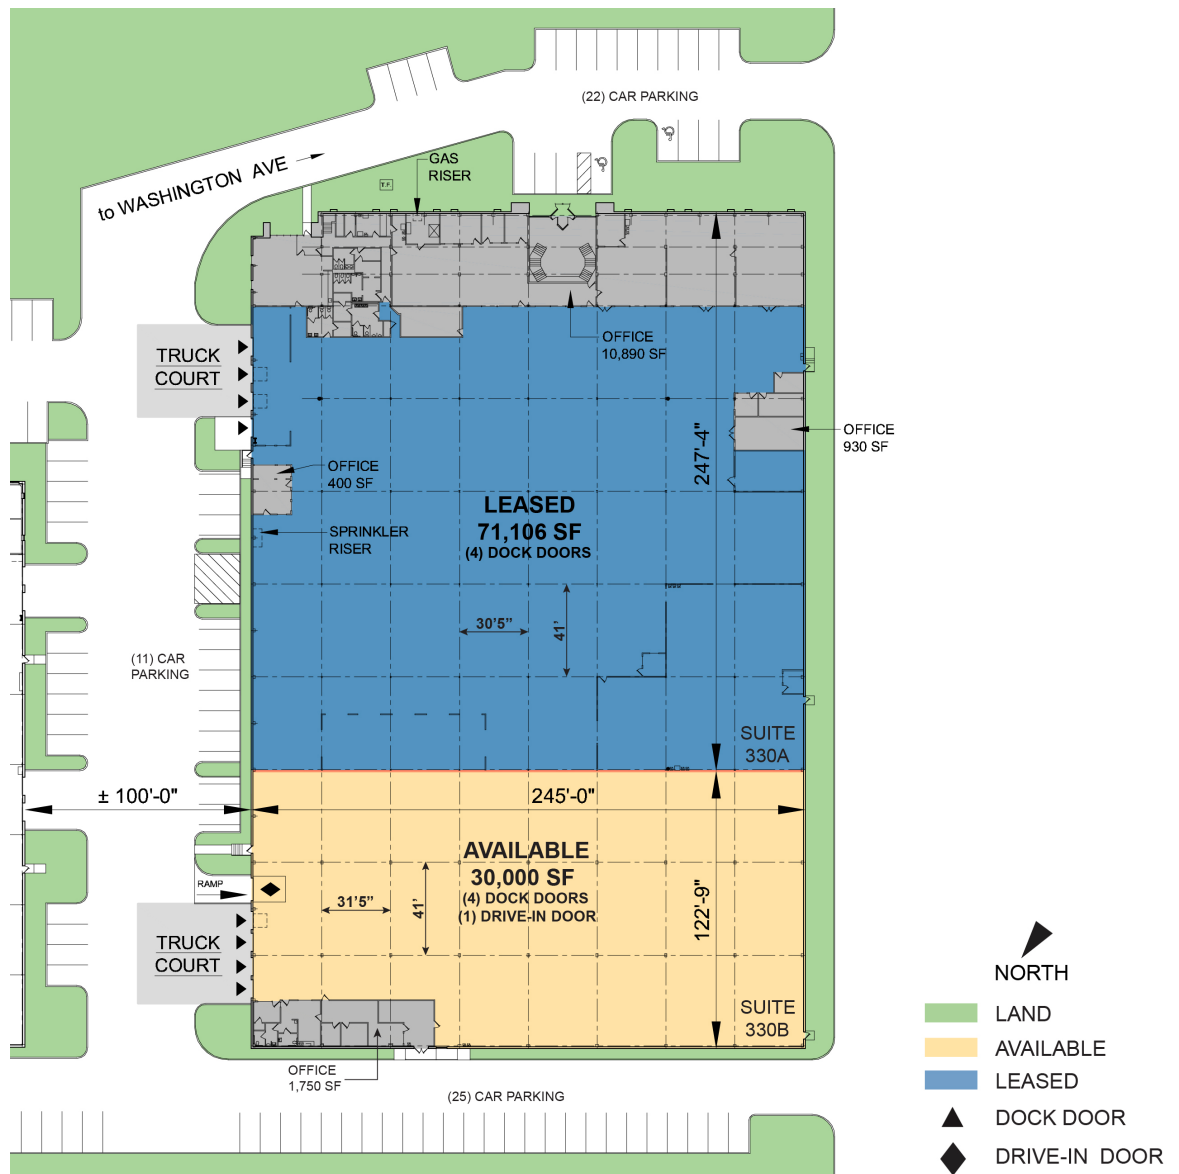 (22) CAR PARKING
to WASHINGTON AVE
GAS
RISER
T.F.
OFFICE
10,890 SF
TRUCK
COURT
OFFICE
930 SF
247'-4"
OFFICE
400 SF
LEASED
71,106 SF
(4) DOCK DOORS
SPRINKLER
RISER
30'5”
41'
(11) CAR
PARKING
SUITE
330A
± 100'-0"
245'-0"
AVAILABLE
30,000 SF
(4) DOCK DOORS
(1) DRIVE-IN DOOR
RAMP
31'5”
41'
122'-9"
TRUCK
COURT
SUITE
330B
OFFICE
1,750 SF
(25) CAR PARKING
NORTH
LAND
AVAILABLE
LEASED
DOCK DOOR
DRIVE-IN DOOR